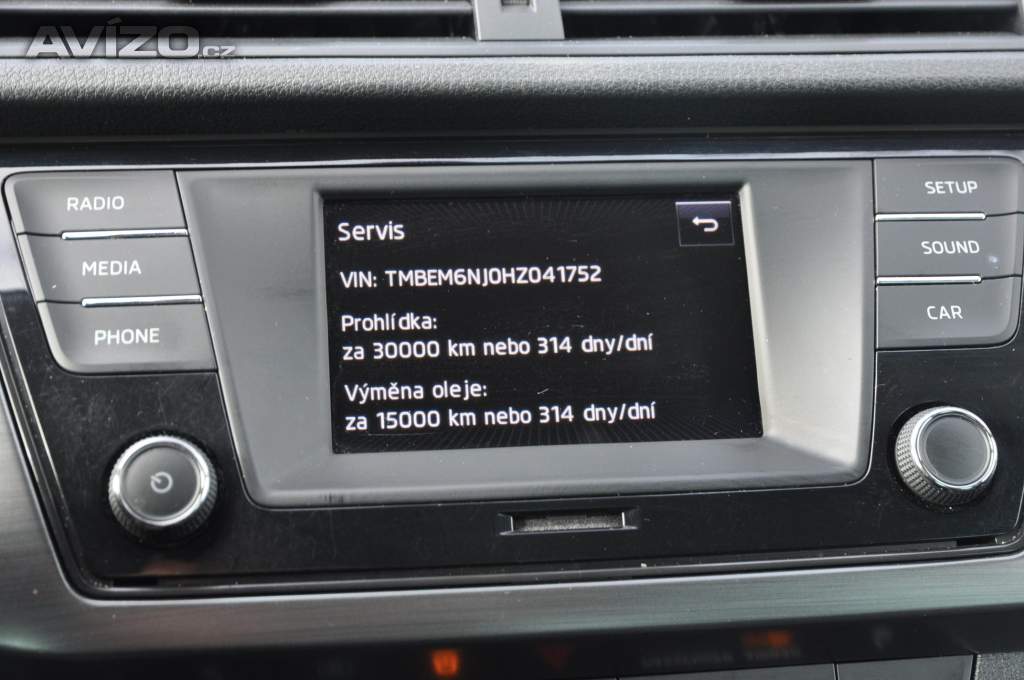 AVÍZO.cz
RADIO
MEDIA
PHONE
Servis
VIN: TMBEM6NJ0HZ041752
Prohlídka:
za 30000 km nebo 314 dny/dní
Výměna oleje:
za 15000 km nebo 314 dny/dní
SETUP
SOUND
CAR